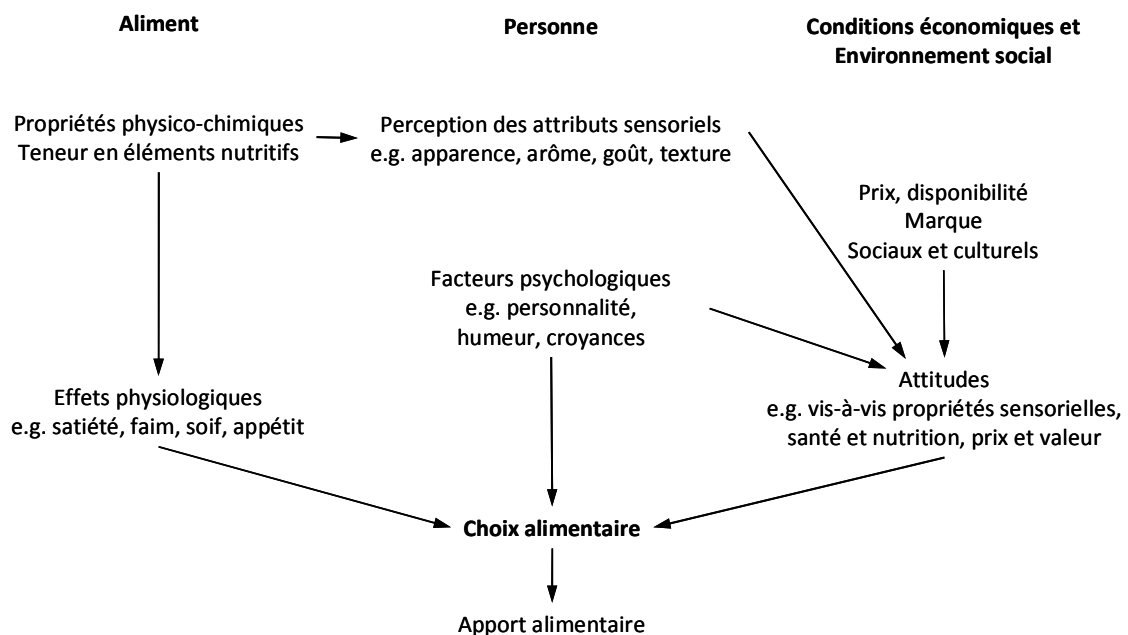 Aliment
Personne
Conditions économiques et
Environnement social
Propriétés physico-chimiques
Teneur en éléments nutritifs
Perception des attributs sensoriels
e.g. apparence, arôme, goût, texture
Prix, disponibilité
Marque
Sociaux et culturels
Facteurs psychologiques
e.g. personnalité,
humeur, croyances
Effets physiologiques
e.g. satiété, faim, soif, appétit
Attitudes
e.g. vis-à-vis propriétés sensorielles,
santé et nutrition, prix et valeur
Choix alimentaire
Apport alimentaire